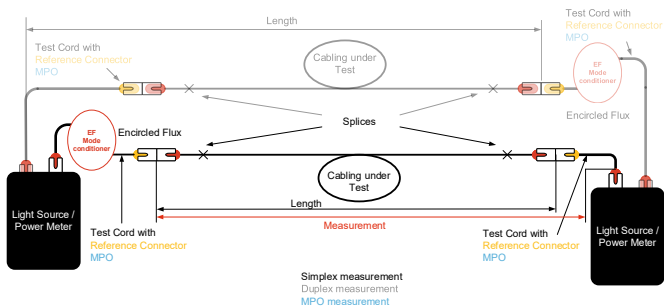 Length
Test Cord with
Reference Connector
MPO
Cabling under
Test
Test Cord with
Reference Connector
MPO
EF
Mode
conditioner
Encircled Flux
EF
Mode
conditioner
Encircled Flux
Splices
Cabling under
Test
Length
Measurement
Light Source /
Power Meter
Test Cord with
Reference Connector
MPO
Test Cord with
Reference Connector
MPO
Light Source /
Power Meter
Simplex measurement
Duplex measurement
MPO measurement